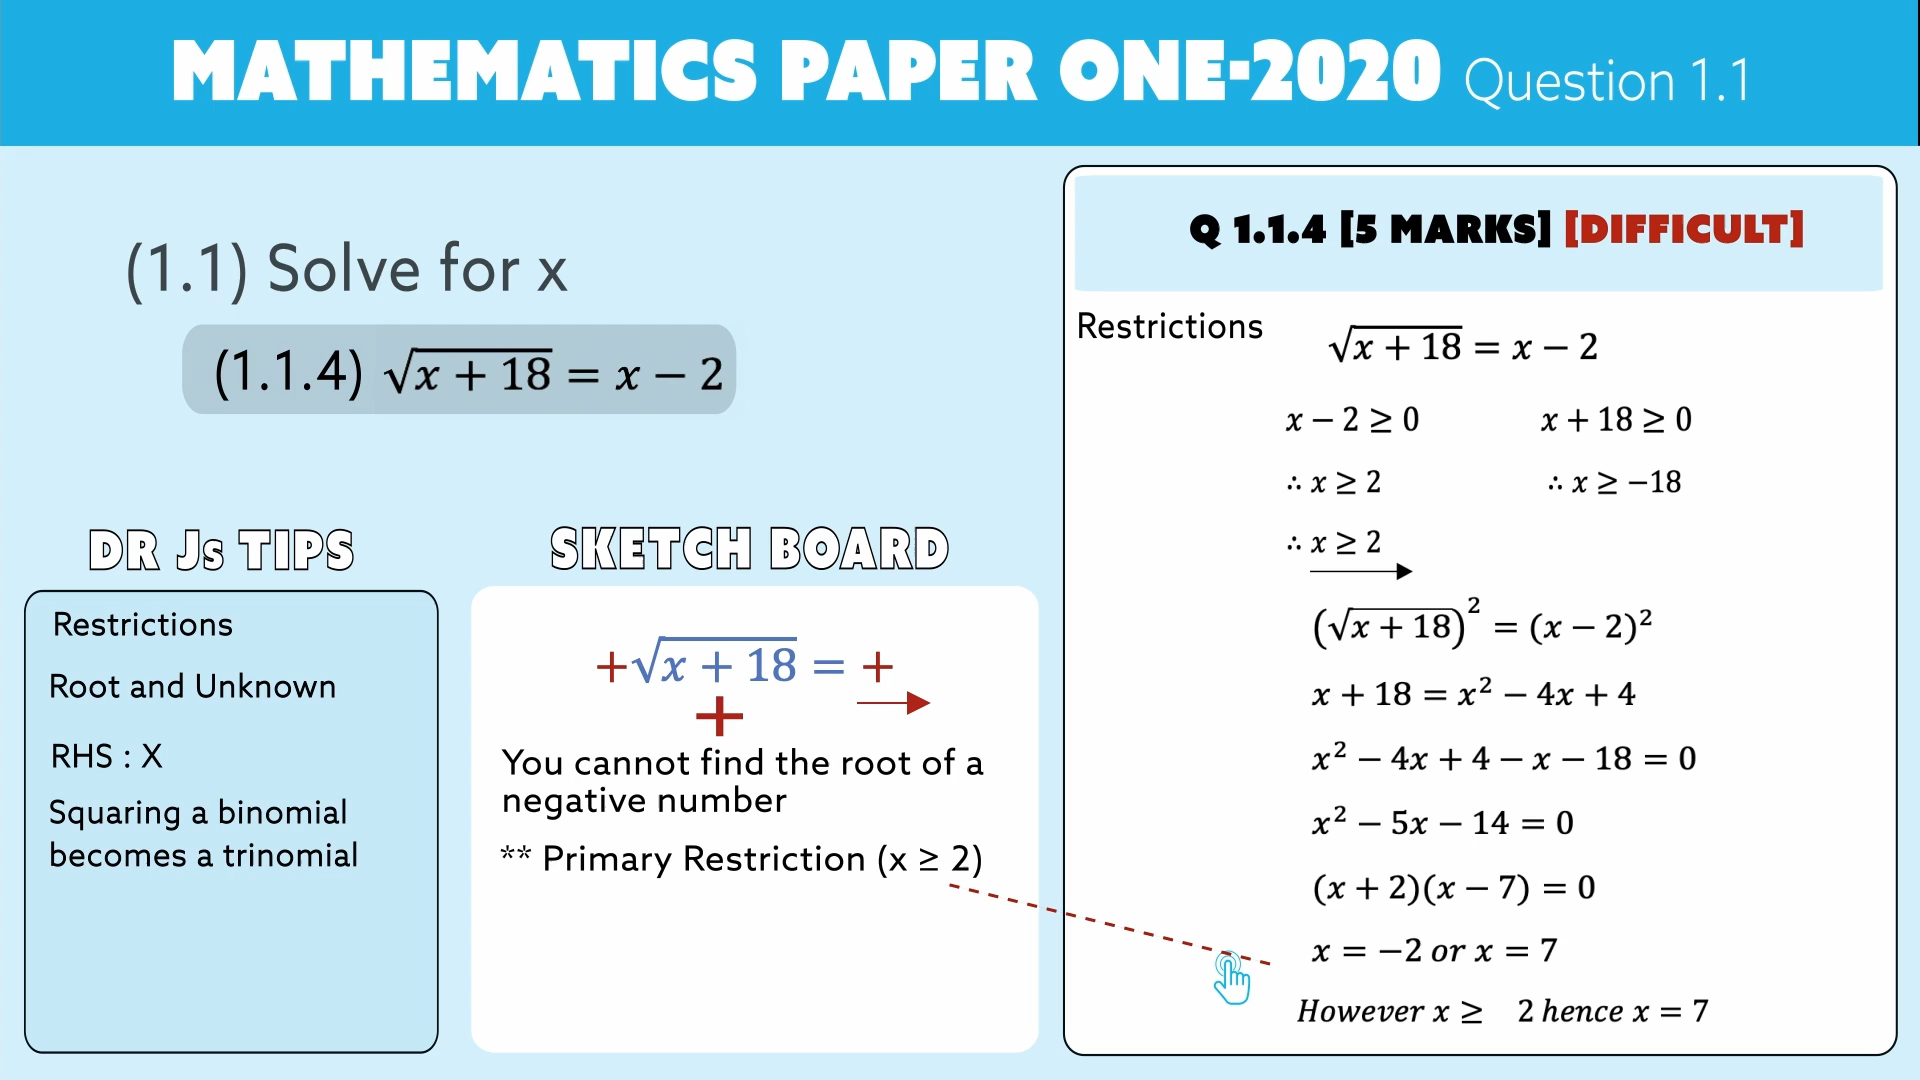 MATHEMATICS PAPER ONE-2020 Question 1.1
(1.1) Solve for x
(1.1.4) √(x + 18) = x − 2
DR Js TIPS
Restrictions
Root and Unknown
RHS : X
Squaring a binomial
becomes a trinomial
SKETCH BOARD
+√(x + 18) = +
+
You cannot find the root of a
negative number
** Primary Restriction (x ≥ 2)
Q 1.1.4 [5 MARKS] [DIFFICULT]
Restrictions
√(x + 18) = x − 2
x − 2 ≥ 0 x + 18 ≥ 0
∴ x ≥ 2 ∴ x ≥ −18
∴ x ≥ 2
(√(x + 18))² = (x − 2)²
x + 18 = x² − 4x + 4
x² − 4x + 4 − x − 18 = 0
x² − 5x − 14 = 0
(x + 2)(x − 7) = 0
x = −2 or x = 7
However x ≥ 2 hence x = 7